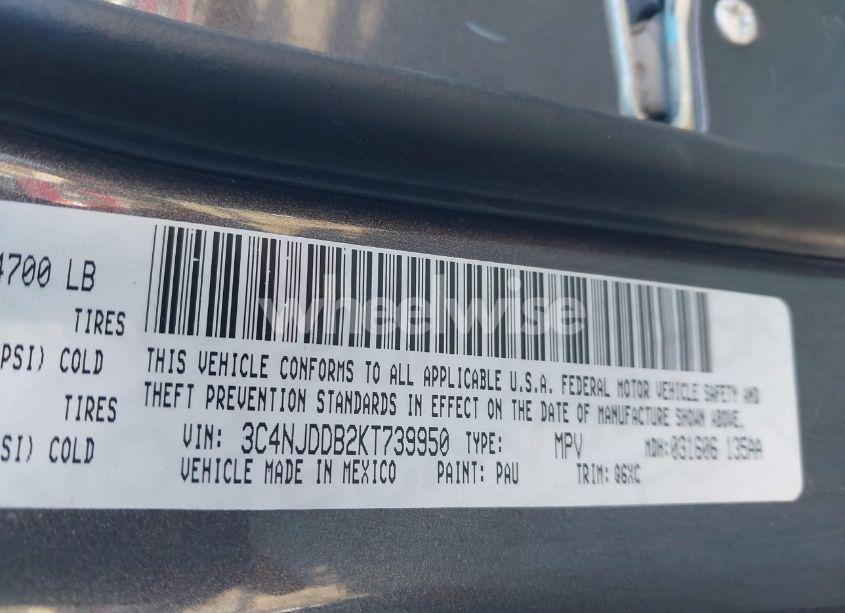 4700 LB
TIRES
PSI) COLD
TIRES
SI) COLD
wheelwise
THIS VEHICLE CONFORMS TO ALL APPLICABLE U.S.A. FEDERAL MOTOR VEHICLE SAFETY AND
THEFT PREVENTION STANDARDS IN EFFECT ON THE DATE OF MANUFACTURE SHOWN ABOVE.
VIN: 3C4NJDDB2KT739950 TYPE: MPV MDH:031606 135AA
VEHICLE MADE IN MEXICO PAINT: PAU TRIM: Q6XC